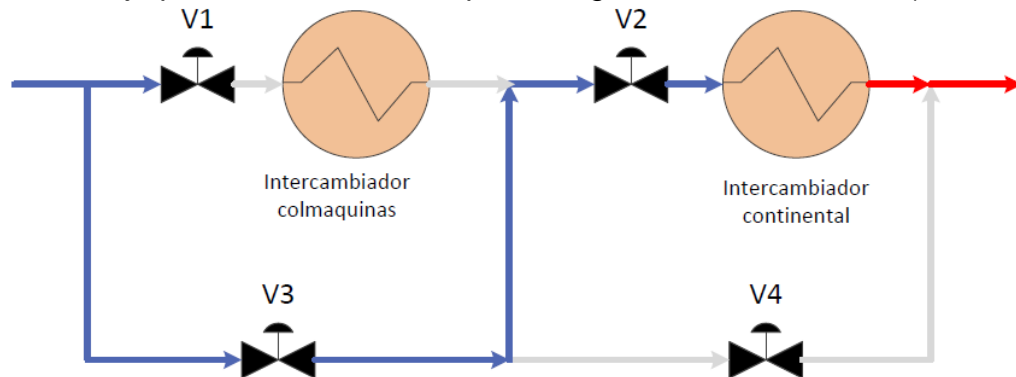 V1
V2
Intercambiador
colmaquinas
Intercambiador
continental
V3
V4